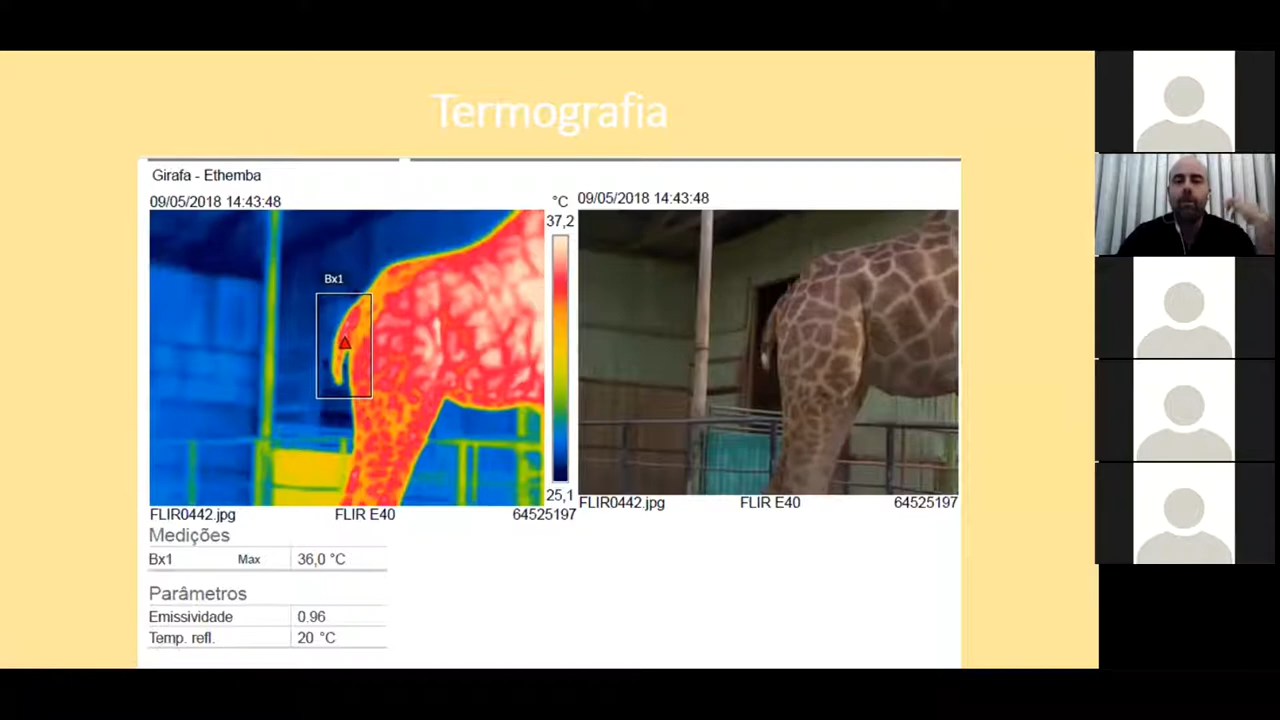 Termografia
Girafa - Ethemba
09/05/2018 14:43:48
°C
09/05/2018 14:43:48
37,2
Bx1
25,1
FLIR0442.jpg FLIR E40 64525197
FLIR0442.jpg FLIR E40 64525197
Medições
Bx1 Max 36,0 °C
Parâmetros
Emissividade 0.96
Temp. refl. 20 °C